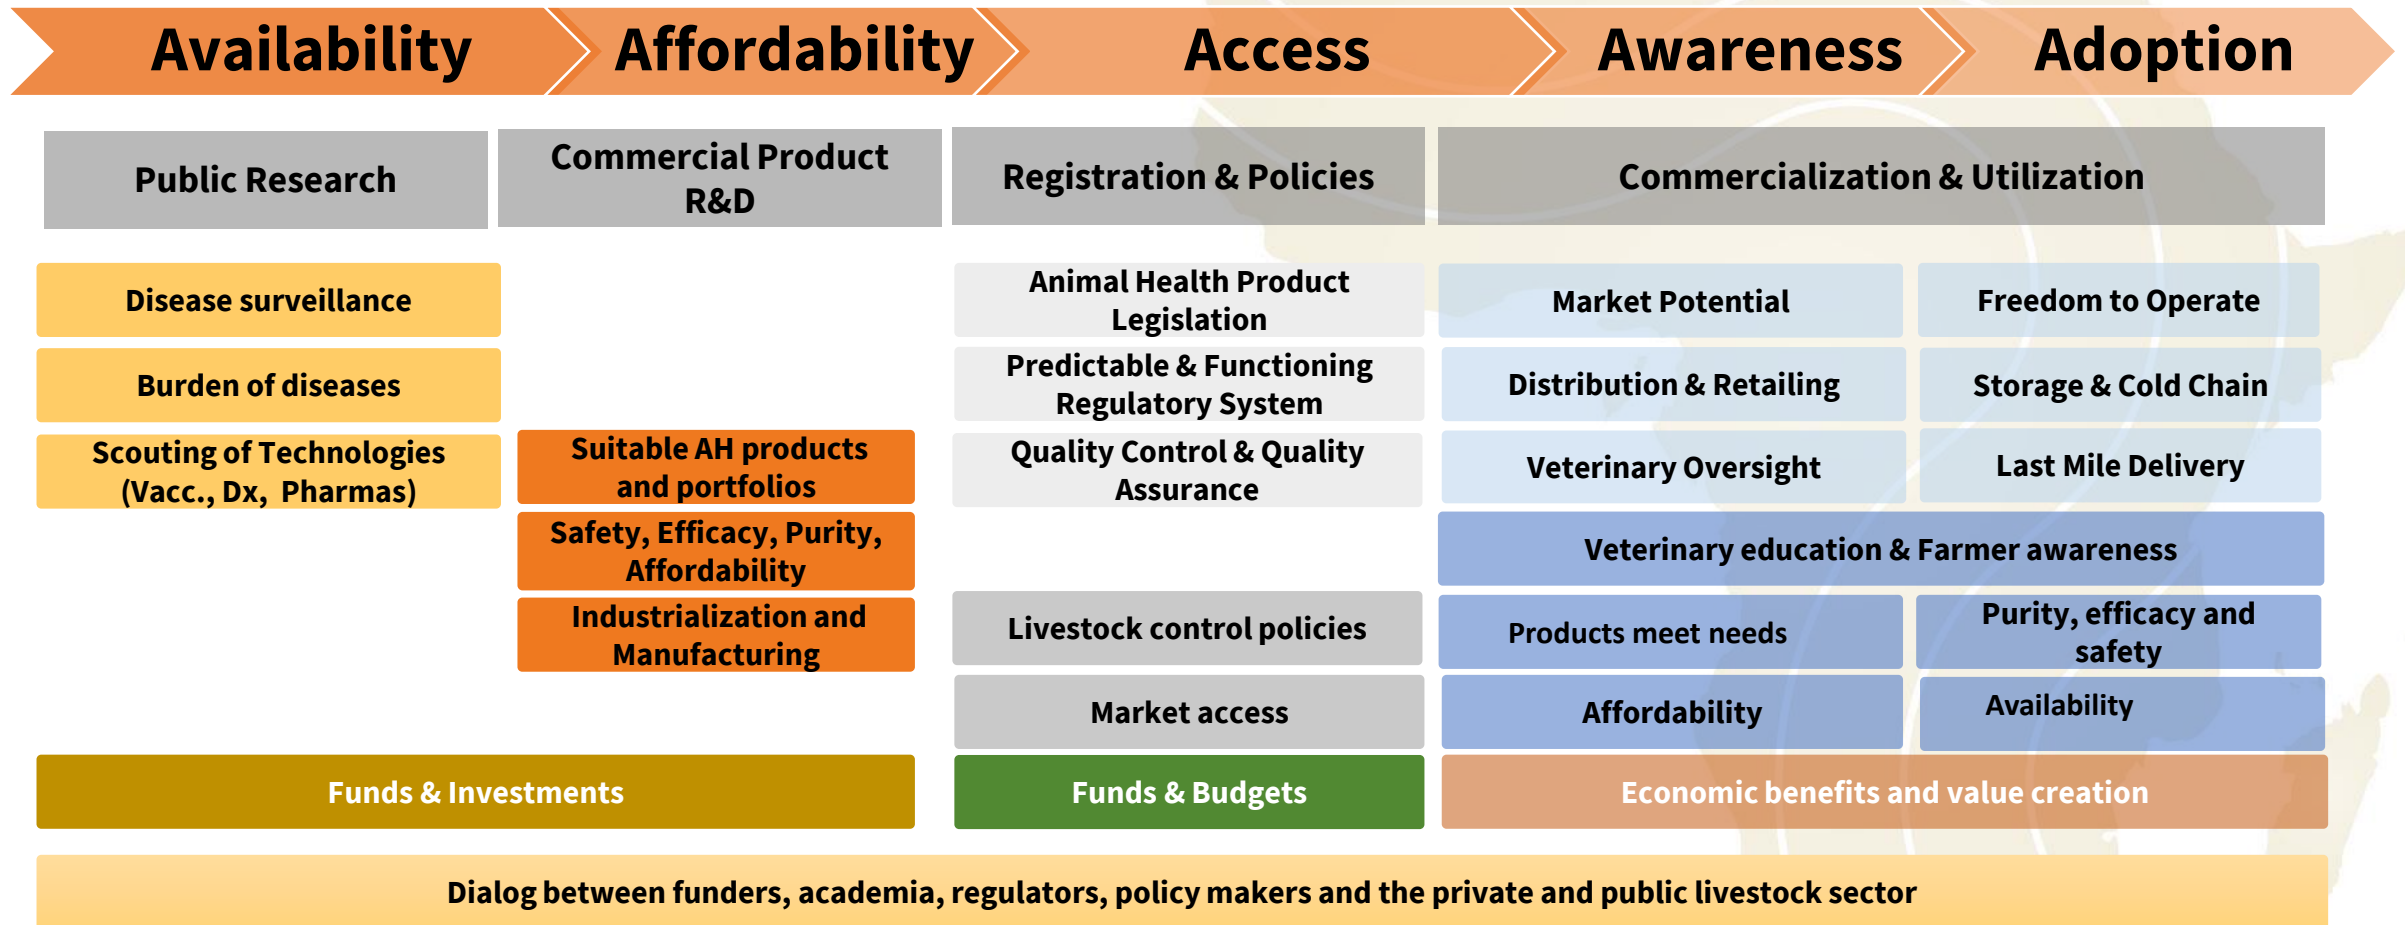 Availability
Affordability
Access
Awareness
Adoption
Public Research
Commercial Product
R&D
Registration & Policies
Commercialization & Utilization
Disease surveillance
Burden of diseases
Scouting of Technologies
(Vacc., Dx, Pharmas)
Suitable AH products
and portfolios
Safety, Efficacy, Purity,
Affordability
Industrialization and
Manufacturing
Animal Health Product
Legislation
Predictable & Functioning
Regulatory System
Quality Control & Quality
Assurance
Livestock control policies
Market access
Market Potential
Freedom to Operate
Distribution & Retailing
Storage & Cold Chain
Veterinary Oversight
Last Mile Delivery
Veterinary education & Farmer awareness
Products meet needs
Purity, efficacy and
safety
Affordability
Availability
Funds & Investments
Funds & Budgets
Economic benefits and value creation
Dialog between funders, academia, regulators, policy makers and the private and public livestock sector